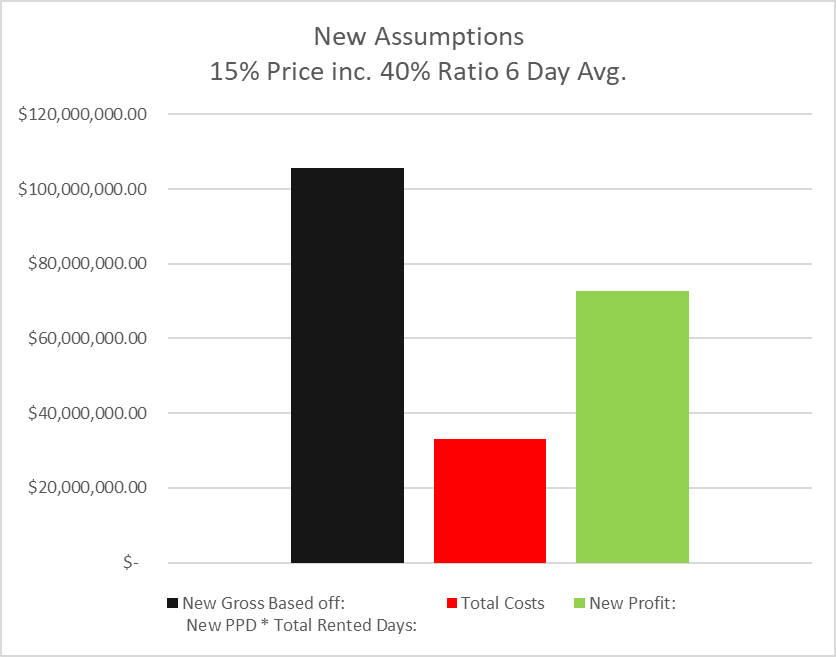 New Assumptions
15% Price inc. 40% Ratio 6 Day Avg.
$120,000,000.00
$100,000,000.00
$80,000,000.00
$60,000,000.00
$40,000,000.00
$20,000,000.00
$-
New Gross Based off:
New PPD * Total Rented Days:
Total Costs
New Profit: